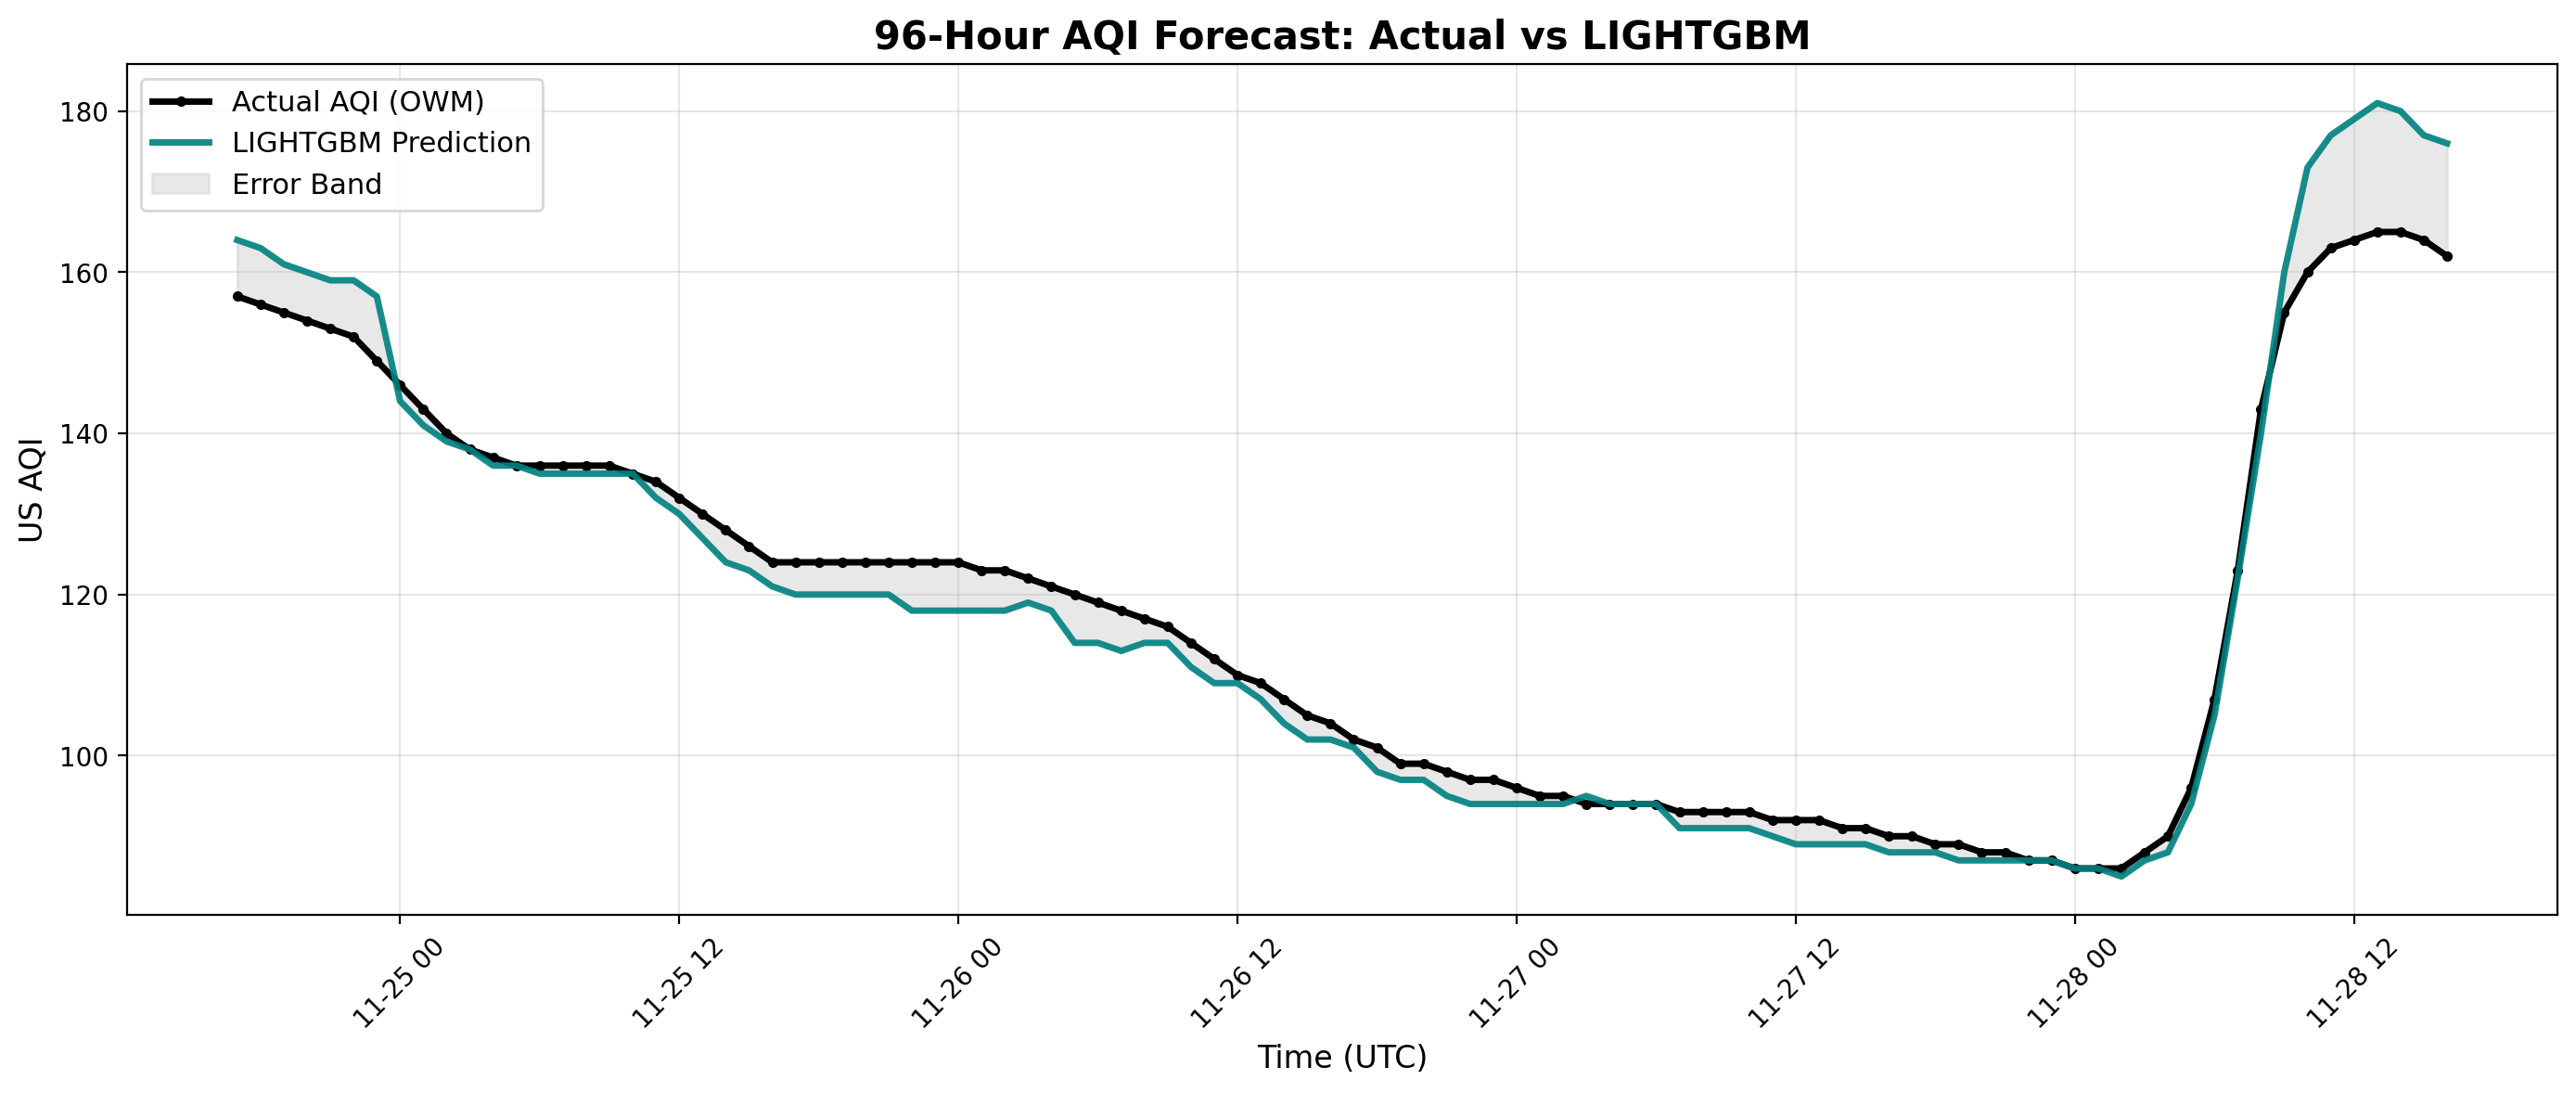 96-Hour AQI Forecast: Actual vs LIGHTGBM
Actual AQI (OWM)
LIGHTGBM Prediction
Error Band
US AQI
180
160
140
120
100
11-25 00
11-25 12
11-26 00
11-26 12
11-27 00
11-27 12
11-28 00
11-28 12
Time (UTC)